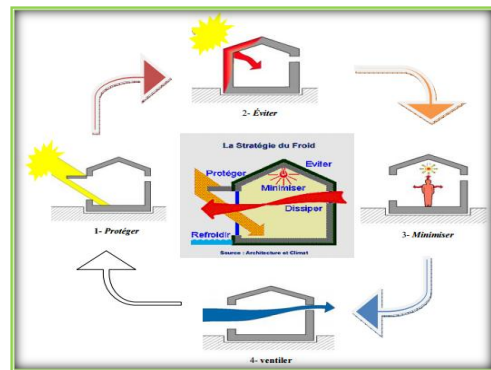 2- Éviter
La Stratégie du Froid
Eviter
Protéger
Minimiser
Dissiper
Refroidir
Source : Architecture et Climat
1- Protéger
3- Minimiser
4- ventiler